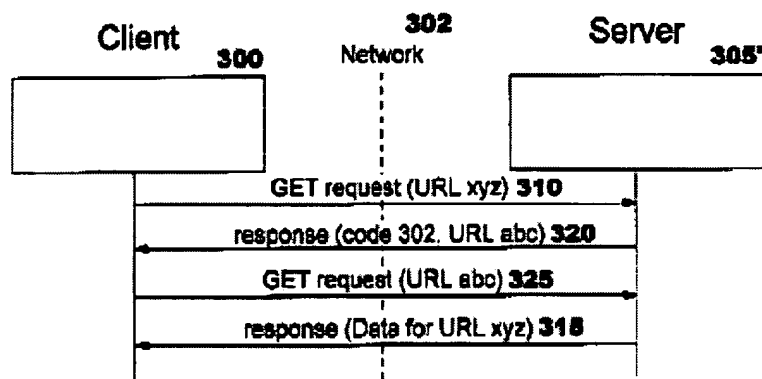 Client
300
302
Network
Server
305'
GET request (URL xyz) 310
response (code 302, URL abc) 320
GET request (URL abc) 325
response (Data for URL xyz) 315